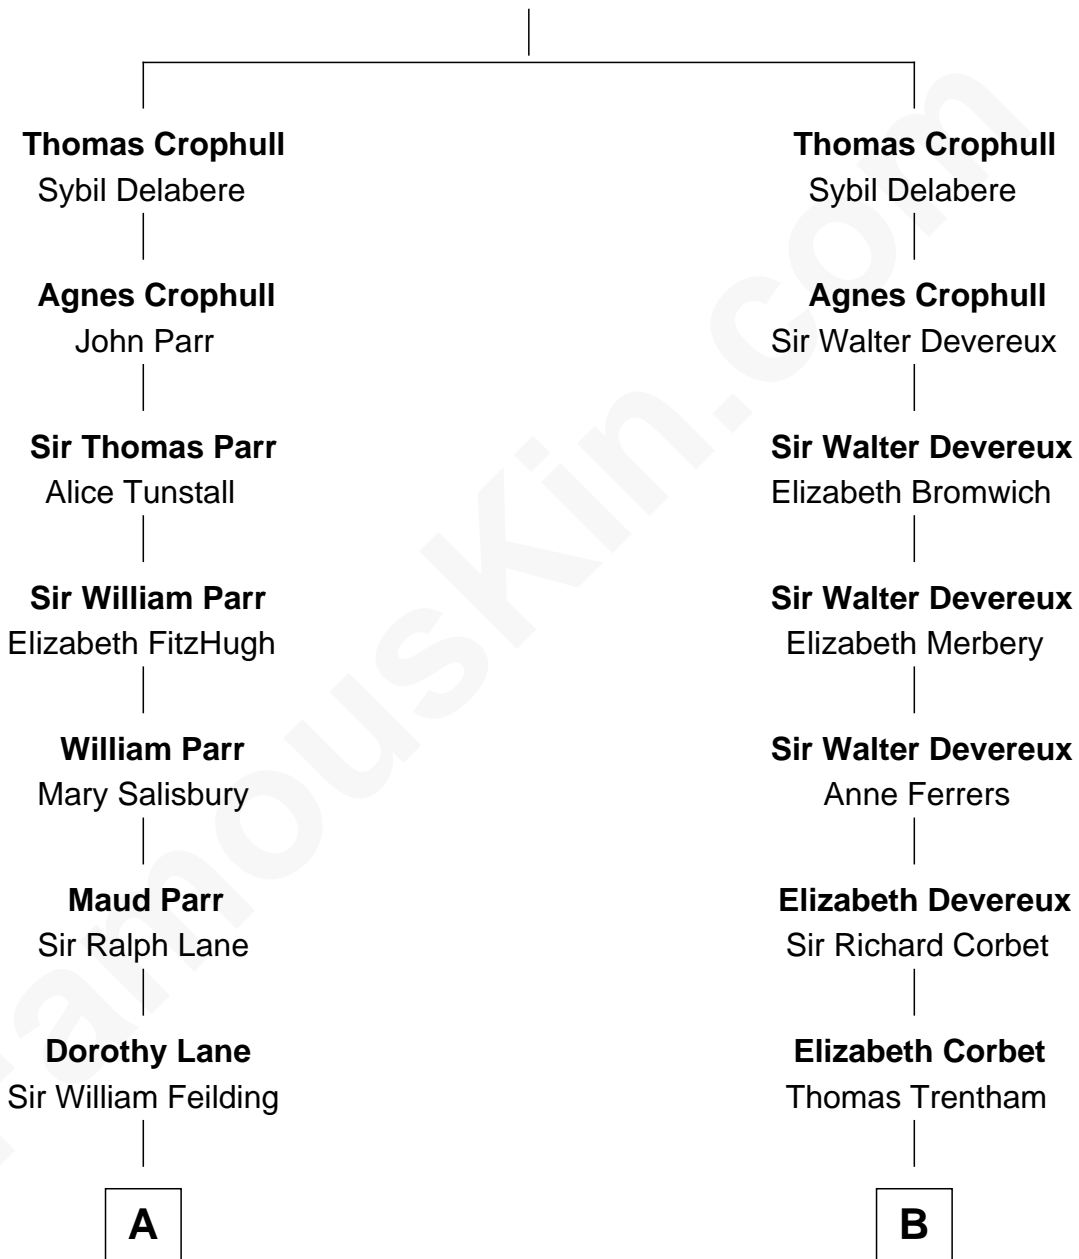 Thomas Crophull
Sybil Delabere
Agnes Crophull
John Parr
Sir Thomas Parr
Alice Tunstall
Sir William Parr
Elizabeth FitzHugh
William Parr
Mary Salisbury
Maud Parr
Sir Ralph Lane
Dorothy Lane
Sir William Feilding
A
Thomas Crophull
Sybil Delabere
Agnes Crophull
Sir Walter Devereux
Sir Walter Devereux
Elizabeth Bromwich
Sir Walter Devereux
Elizabeth Merbery
Sir Walter Devereux
Anne Ferrers
Elizabeth Devereux
Sir Richard Corbet
Elizabeth Corbet
Thomas Trentham
B
FamousKin.com